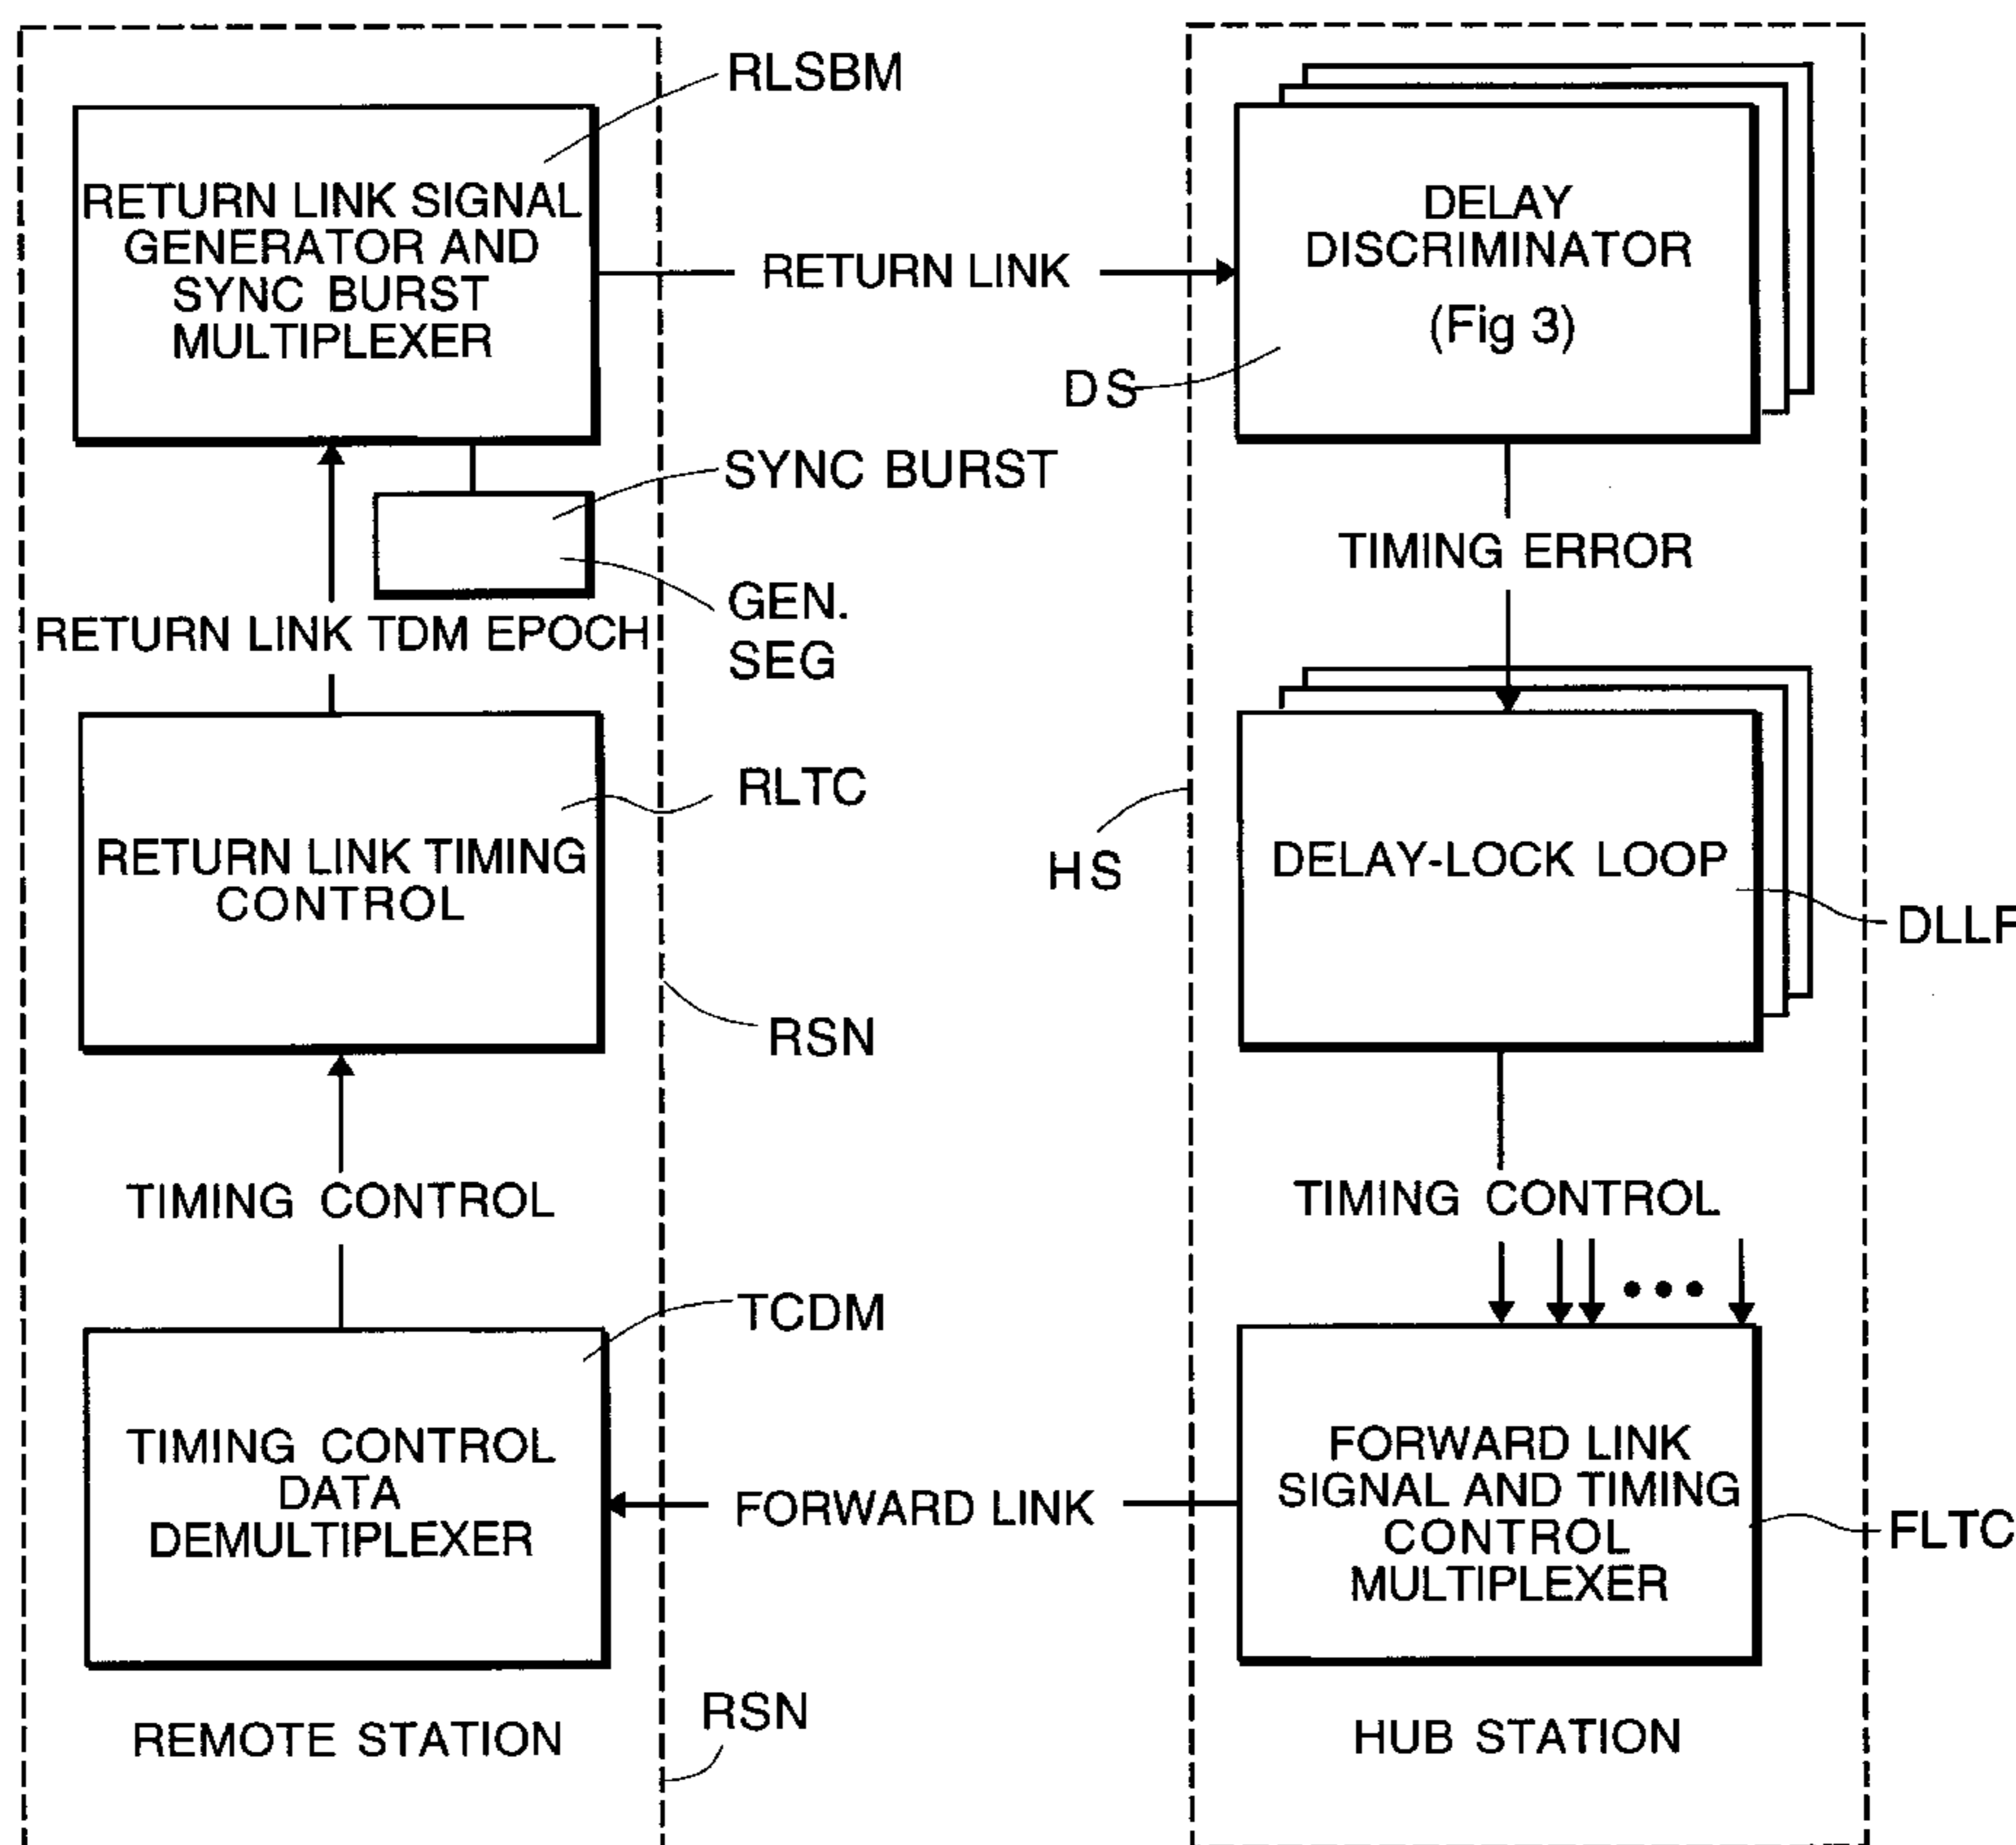 RLSBM
RETURN LINK SIGNAL
GENERATOR AND
SYNC BURST
MULTIPLEXER
RETURN LINK
DELAY
DISCRIMINATOR
(Fig 3)
DS
SYNC BURST
GEN.
SEG
TIMING ERROR
RETURN LINK TDM EPOCH
RLTC
RETURN LINK TIMING
CONTROL
HS
DELAY-LOCK LOOP
DLLF
RSN
TIMING CONTROL
TIMING CONTROL
TCDM
TIMING CONTROL
DATA
DEMULTIPLEXER
FORWARD LINK
FORWARD LINK
SIGNAL AND TIMING
CONTROL
MULTIPLEXER
FLTC
RSN
REMOTE STATION
HUB STATION